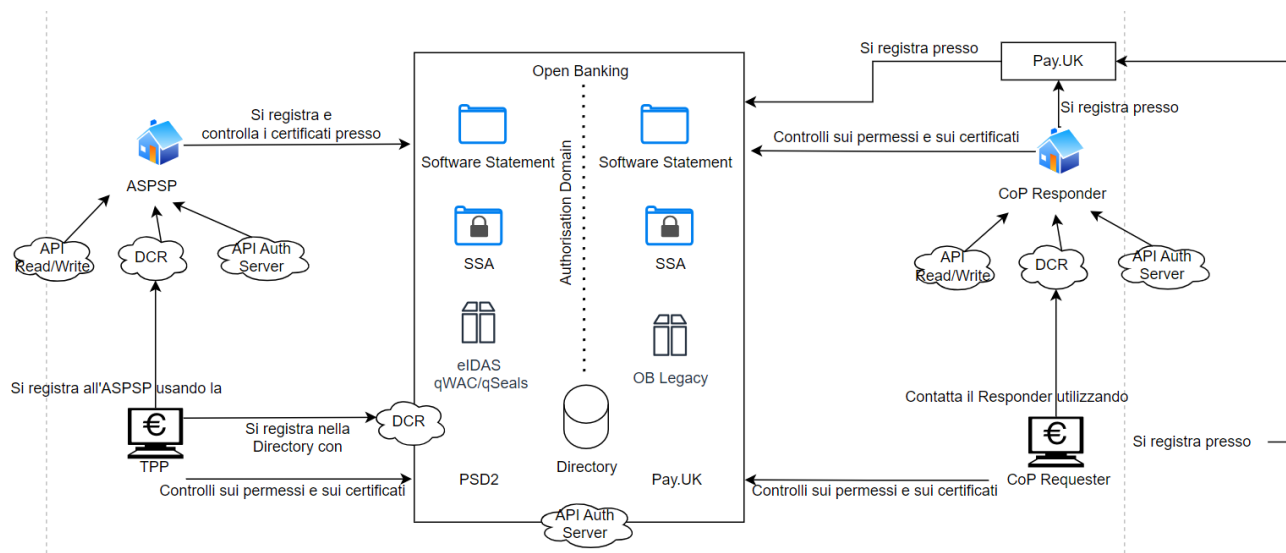 Si registra presso
Pay.UK
Open Banking
Si registra e
controlla i certificati presso
Si registra presso
Controlli sui permessi e sui certificati
Software Statement
Software Statement
ASPSP
CoP Responder
Authorisation Domain
API
Read/Write
DCR
API Auth
Server
SSA
SSA
API
Read/Write
DCR
API Auth
Server
eIDAS
qWAC/qSeals
OB Legacy
Si registra all'ASPSP usando la
Contatta il Responder utilizzando
€
TPP
Si registra nella
Directory con
DCR
Directory
€
CoP Requester
Si registra presso
Controlli sui permessi e sui certificati
PSD2
Pay.UK
Controlli sui permessi e sui certificati
API Auth
Server